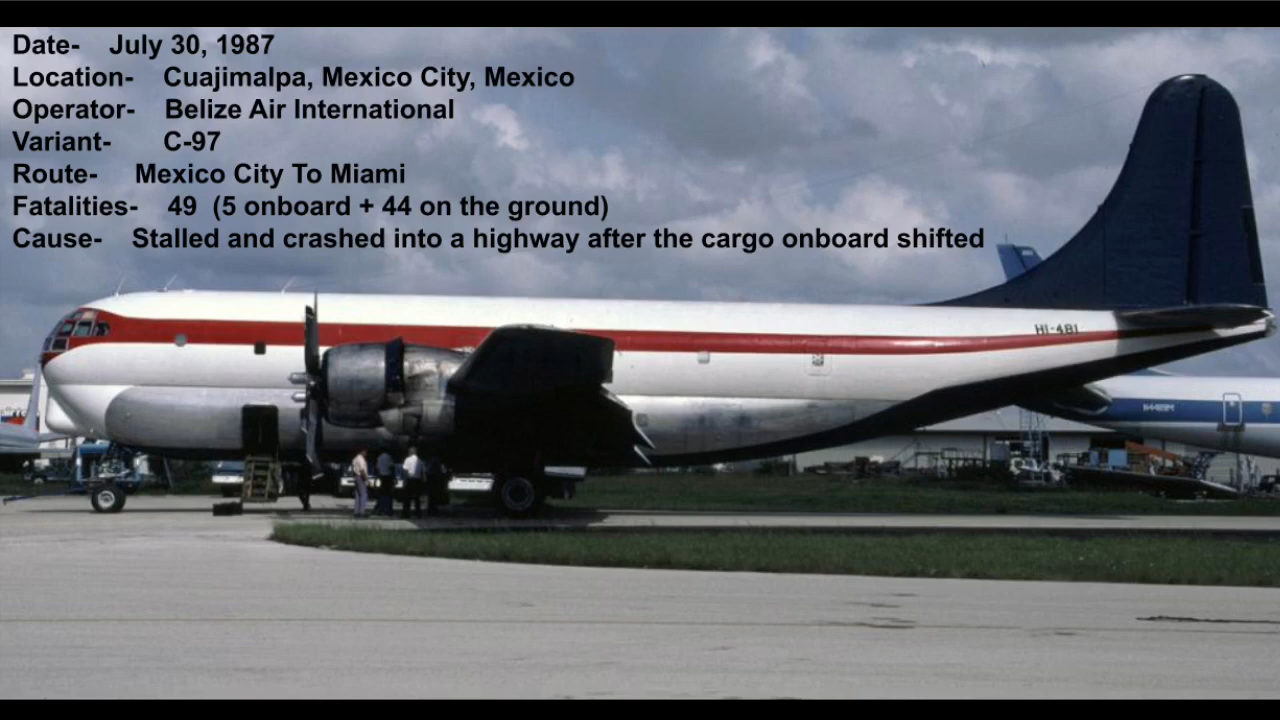 Date- July 30, 1987
Location- Cuajimalpa, Mexico City, Mexico
Operator- Belize Air International
Variant- C-97
Route- Mexico City To Miami
Fatalities- 49 (5 onboard + 44 on the ground)
Cause- Stalled and crashed into a highway after the cargo onboard shifted
HI-481